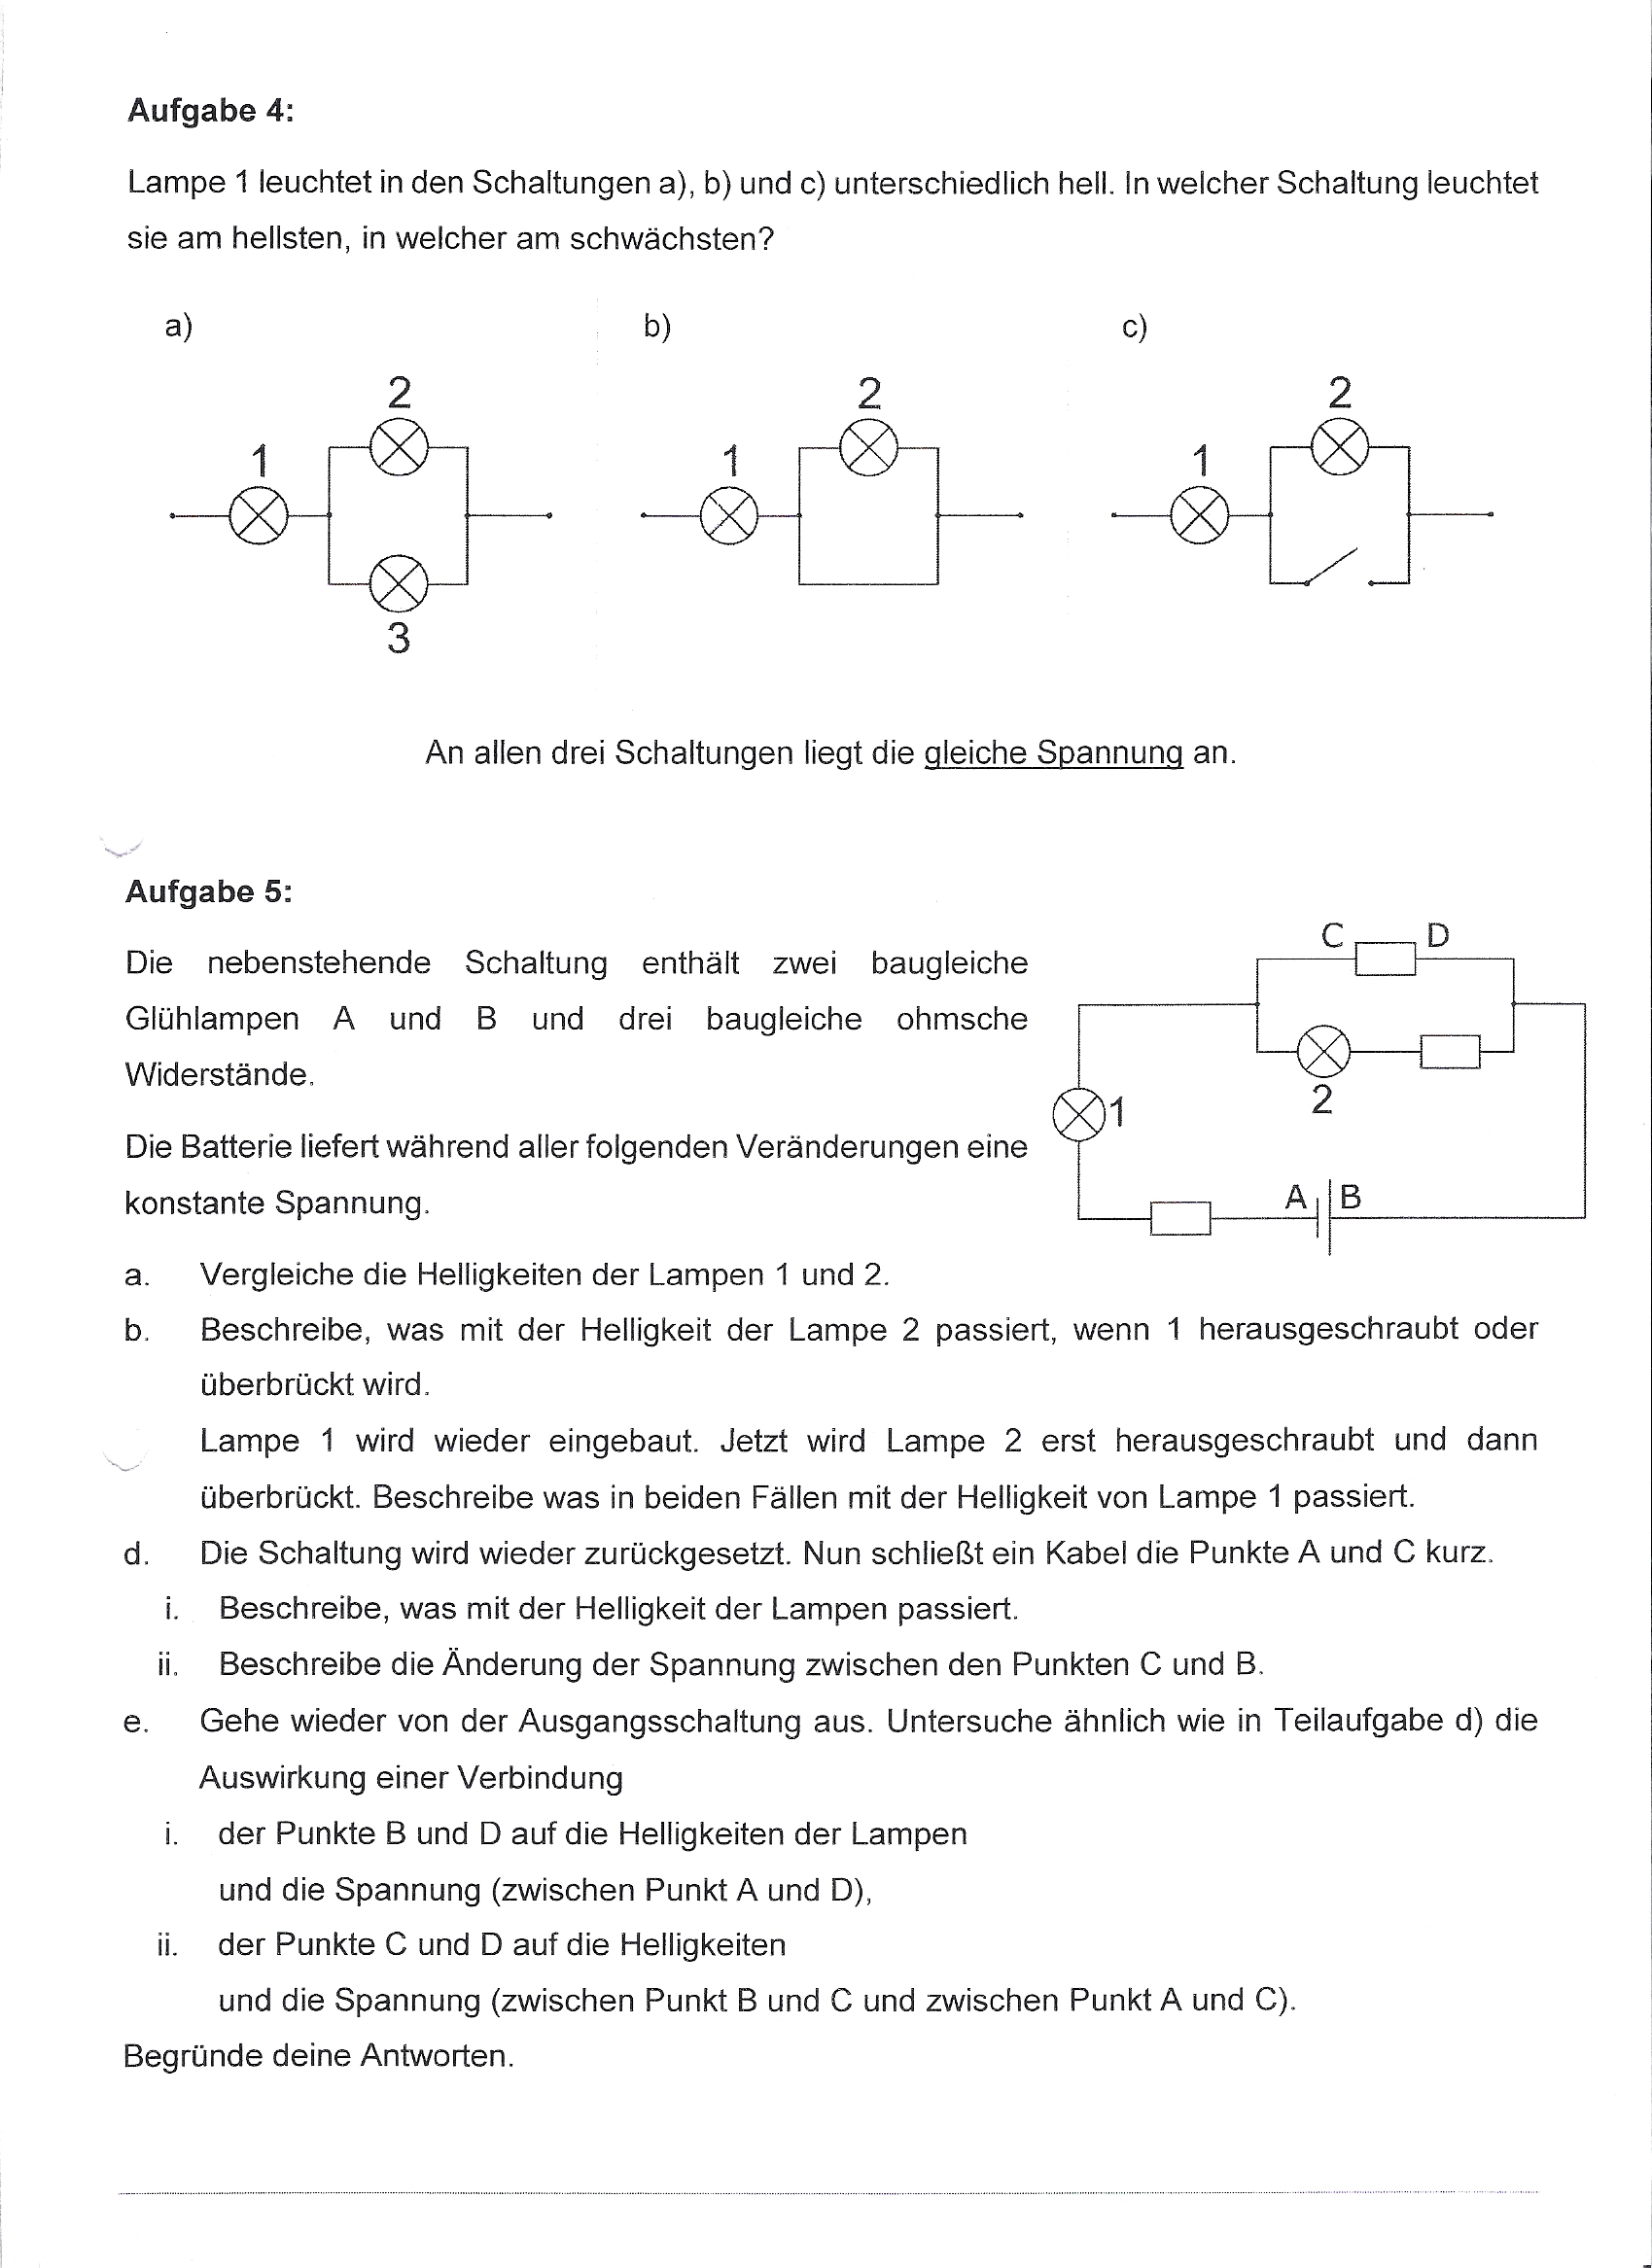 Aufgabe 4:
Lampe 1 leuchtet in den Schaltungen a), b) und c) unterschiedlich hell. In welcher Schaltung leuchtet
sie am hellsten, in welcher am schwächsten?
a)
b)
c)
2
1
3
2
1
2
1
An allen drei Schaltungen liegt die gleiche Spannung an.
Aufgabe 5:
Die nebenstehende Schaltung enthält zwei baugleiche
Glühlampen A und B und drei baugleiche ohmsche
Widerstände.
Die Batterie liefert während aller folgenden Veränderungen eine
konstante Spannung.
C D
2
1
A B
a. Vergleiche die Helligkeiten der Lampen 1 und 2.
b. Beschreibe, was mit der Helligkeit der Lampe 2 passiert, wenn 1 herausgeschraubt oder
überbrückt wird.
Lampe 1 wird wieder eingebaut. Jetzt wird Lampe 2 erst herausgeschraubt und dann
überbrückt. Beschreibe was in beiden Fällen mit der Helligkeit von Lampe 1 passiert.
d. Die Schaltung wird wieder zurückgesetzt. Nun schließt ein Kabel die Punkte A und C kurz.
i. Beschreibe, was mit der Helligkeit der Lampen passiert.
ii. Beschreibe die Änderung der Spannung zwischen den Punkten C und B.
e. Gehe wieder von der Ausgangsschaltung aus. Untersuche ähnlich wie in Teilaufgabe d) die
Auswirkung einer Verbindung
i. der Punkte B und D auf die Helligkeiten der Lampen
und die Spannung (zwischen Punkt A und D),
ii. der Punkte C und D auf die Helligkeiten
und die Spannung (zwischen Punkt B und C und zwischen Punkt A und C).
Begründe deine Antworten.